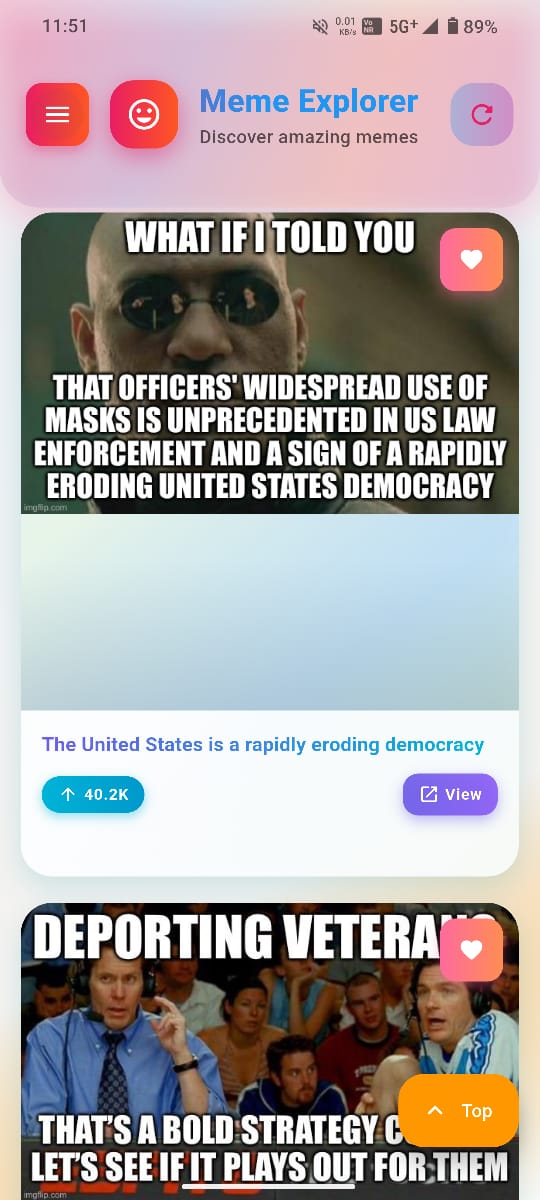 11:51
0.01
KB/s
Vo
NR
5G+
89%
Meme Explorer
Discover amazing memes
WHAT IF I TOLD YOU
THAT OFFICERS' WIDESPREAD USE OF
MASKS IS UNPRECEDENTED IN US LAW
ENFORCEMENT AND A SIGN OF A RAPIDLY
ERODING UNITED STATES DEMOCRACY
imgflip.com
The United States is a rapidly eroding democracy
40.2K
View
DEPORTING VETERANS
THAT'S A BOLD STRATEGY C
Top
LET'S SEE IF IT PLAYS OUT FOR THEM
imgflip.com